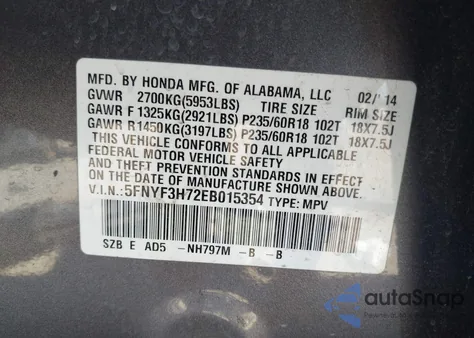 MFD. BY HONDA MFG. OF ALABAMA, LLC 02/14
GVWR 2700KG(5953LBS) TIRE SIZE RIM SIZE
GAWR F 1325KG(2921LBS) P235/60R18 102T 18X7.5J
GAWR R1450KG(3197LBS) P235/60R18 102T 18X7.5J
THIS VEHICLE CONFORMS TO ALL APPLICABLE
FEDERAL MOTOR VEHICLE SAFETY
AND THEFT PREVENTION STANDARDS IN EFFECT
ON THE DATE OF MANUFACTURE SHOWN ABOVE.
V.I.N.:5FNYF3H72EB015354 TYPE: MPV
SZB E AD5 -NH797M -B -B
autoSnap